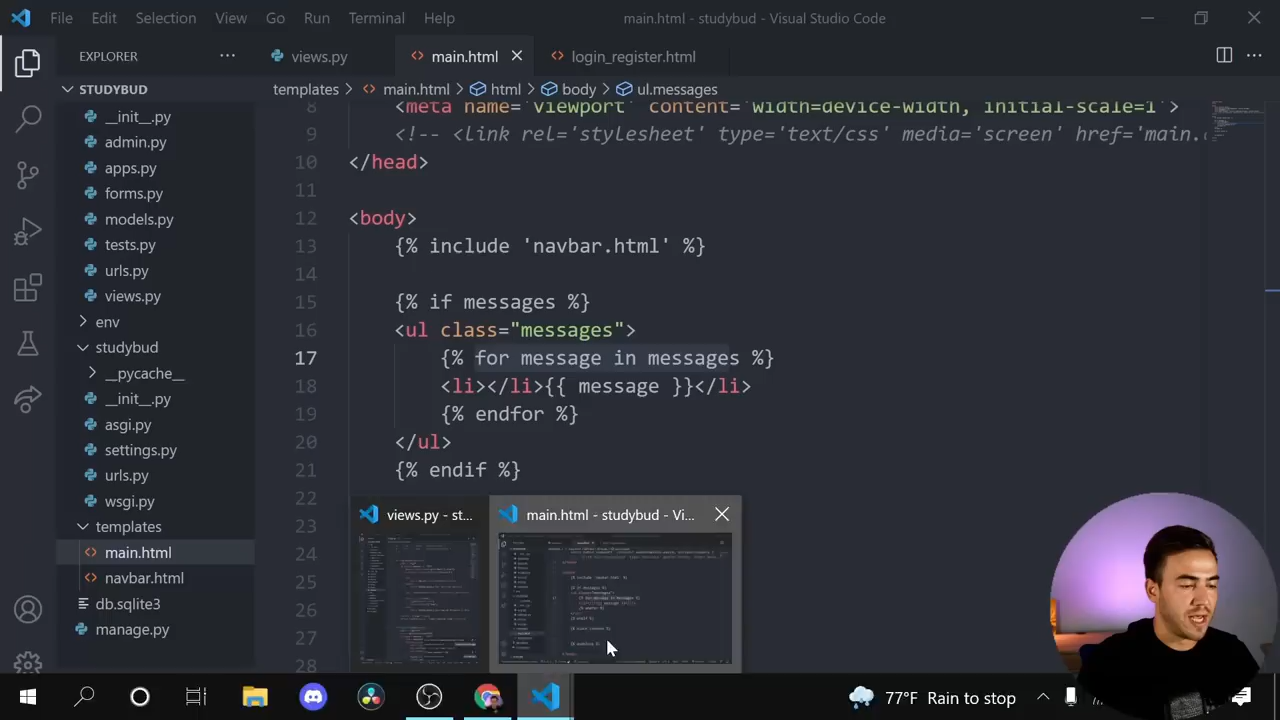 File Edit Selection View Go Run Terminal Help
main.html - studybud - Visual Studio Code
EXPLORER
views.py
main.html
login_register.html
STUDYBUD
templates > main.html > html > body > ul.messages
__init__.py
admin.py
apps.py
forms.py
models.py
tests.py
urls.py
views.py
env
studybud
__pycache__
__init__.py
asgi.py
settings.py
urls.py
wsgi.py
templates
main.html
navbar.html
manage.py
8 <meta name='viewport' content='width=device-width, initial-scale=1'>
9 <!-- <link rel='stylesheet' type='text/css' media='screen' href='main.
10 </head>
11
12 <body>
13 {% include 'navbar.html' %}
14
15 {% if messages %}
16 <ul class="messages">
17 {% for message in messages %}
18 <li></li>{{ message }}</li>
19 {% endfor %}
20 </ul>
21 {% endif %}
22
23
24
25
26
27
28
views.py - st...
main.html - studybud - Vi...
77°F Rain to stop